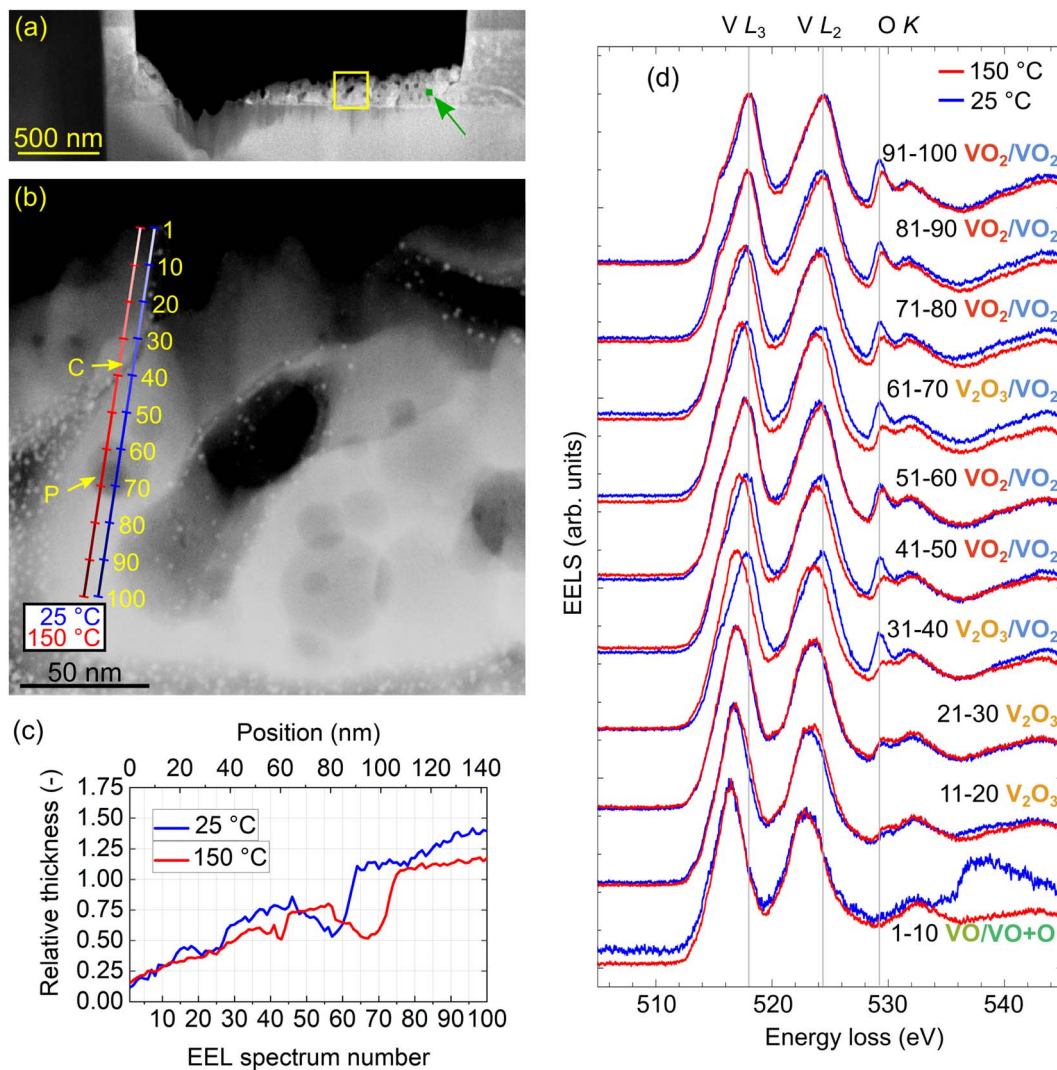 (a)
500 nm
(b)
1
10
20
30
C
40
50
60
P
70
80
90
100
25 °C
150 °C
50 nm
(c)
Position (nm)
0 20 40 60 80 100 120 140
Relative thickness (-)
1.75
1.50
1.25
1.00
0.75
0.50
0.25
0.00
25 °C
150 °C
10 20 30 40 50 60 70 80 90 100
EEL spectrum number
V L₃ V L₂ O K
(d)
150 °C
25 °C
91-100 VO₂/VO₂
81-90 VO₂/VO₂
71-80 VO₂/VO₂
61-70 V₂O₃/VO₂
51-60 VO₂/VO₂
41-50 VO₂/VO₂
31-40 V₂O₃/VO₂
21-30 V₂O₃
11-20 V₂O₃
1-10 VO/VO+O
EELS (arb. units)
510 520 530 540
Energy loss (eV)